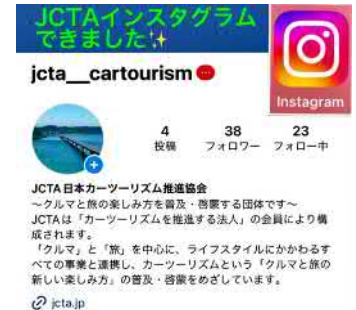 JCTAインスタグラム
できました✨
Instagram
jcta__cartourism
4
投稿
38
フォロワー
23
フォロー中
JCTA 日本カーツーリズム推進協会
～クルマと旅の楽しみ方を普及・啓蒙する団体です～
JCTAは「カーツーリズムを推進する法人」の会員により構
成されます。
「クルマ」と「旅」を中心に、ライフスタイルにかかわるす
べての事業と連携し、カーツーリズムという「クルマと旅の
新しい楽しみ方」の普及・啓蒙をめざしています。
jcta.jp